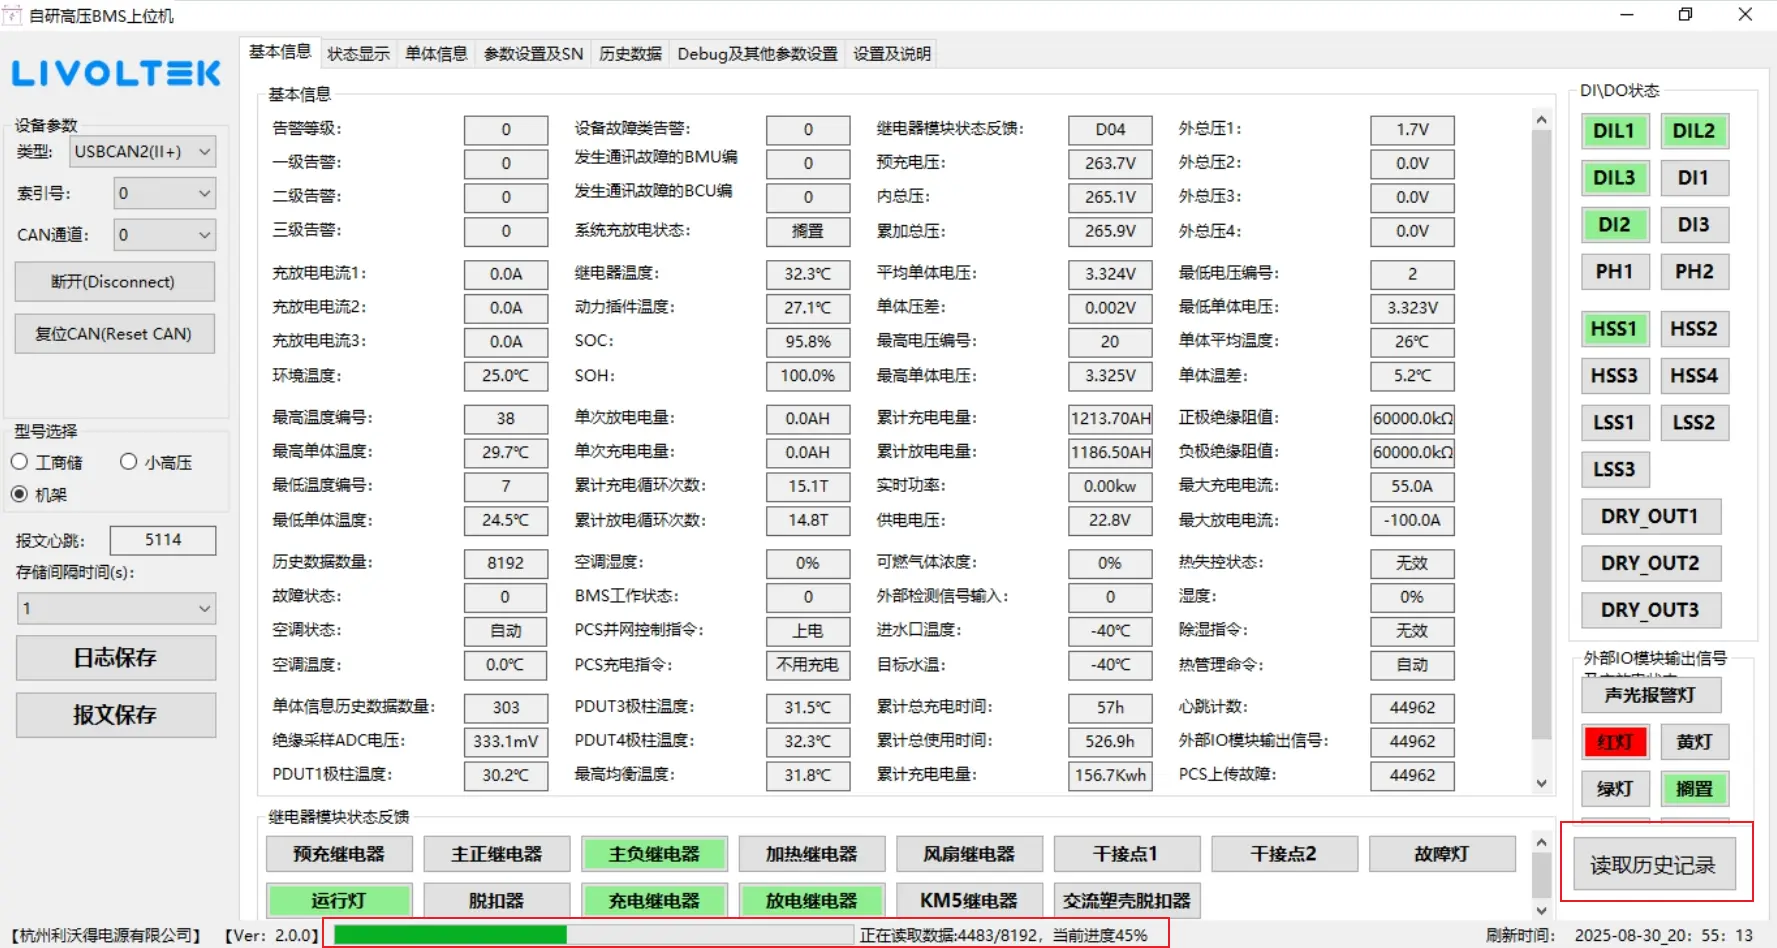 自研高压BMS上位机
LIVOLTEK
基本信息 状态显示 单体信息 参数设置及SN 历史数据 Debug及其他参数设置 设置及说明
设备参数
类型: USBCAN2(II+)
索引号: 0
CAN通道: 0
断开(Disconnect)
复位CAN(Reset CAN)
型号选择
工商储 小高压
机架
报文心跳: 5114
存储间隔时间(s):
1
日志保存
报文保存
基本信息
告警等级: 0 设备故障类告警: 0 继电器模块状态反馈: D04 外总压1: 1.7V
一级告警: 0 发生通讯故障的BMU编 0 预充电压: 263.7V 外总压2: 0.0V
二级告警: 0 发生通讯故障的BCU编 0 内总压: 265.1V 外总压3: 0.0V
三级告警: 0 系统充放电状态: 搁置 累加总压: 265.9V 外总压4: 0.0V
充放电电流1: 0.0A 继电器温度: 32.3℃ 平均单体电压: 3.324V 最低电压编号: 2
充放电电流2: 0.0A 动力插件温度: 27.1℃ 单体压差: 0.002V 最低单体电压: 3.323V
充放电电流3: 0.0A SOC: 95.8% 最高电压编号: 20 单体平均温度: 26℃
环境温度: 25.0℃ SOH: 100.0% 最高单体电压: 3.325V 单体温差: 5.2℃
最高温度编号: 38 单次放电电量: 0.0AH 累计充电电量: 1213.70AH 正极绝缘阻值: 60000.0kΩ
最高单体温度: 29.7℃ 单次充电电量: 0.0AH 累计放电电量: 1186.50AH 负极绝缘阻值: 60000.0kΩ
最低温度编号: 7 累计充电循环次数: 15.1T 实时功率: 0.00kw 最大充电电流: 55.0A
最低单体温度: 24.5℃ 累计放电循环次数: 14.8T 供电电压: 22.8V 最大放电电流: -100.0A
历史数据数量: 8192 空调湿度: 0% 可燃气体浓度: 0% 热失控状态: 无效
故障状态: 0 BMS工作状态: 0 外部检测信号输入: 0 湿度: 0%
空调状态: 自动 PCS并网控制指令: 上电 进水口温度: -40℃ 除湿指令: 无效
空调温度: 0.0℃ PCS充电指令: 不用充电 目标水温: -40℃ 热管理命令: 自动
单体信息历史数据数量: 303 PDUT3极柱温度: 31.5℃ 累计总充电时间: 57h 心跳计数: 44962
绝缘采样ADC电压: 333.1mV PDUT4极柱温度: 32.3℃ 累计总使用时间: 526.9h 外部IO模块输出信号: 44962
PDUT1极柱温度: 30.2℃ 最高均衡温度: 31.8℃ 累计充电电量: 156.7Kwh PCS上传故障: 44962
继电器模块状态反馈
预充继电器 主正继电器 主负继电器 加热继电器 风扇继电器 干接点1 干接点2 故障灯
运行灯 脱扣器 充电继电器 放电继电器 KM5继电器 交流塑壳脱扣器
DI\DO状态
DIL1 DIL2
DIL3 DI1
DI2 DI3
PH1 PH2
HSS1 HSS2
HSS3 HSS4
LSS1 LSS2
LSS3
DRY_OUT1
DRY_OUT2
DRY_OUT3
外部IO模块输出信号
声光报警灯
红灯 黄灯
绿灯 搁置
读取历史记录
【杭州利沃得电源有限公司】 【Ver: 2.0.0】 正在读取数据:4483/8192, 当前进度45% 刷新时间: 2025-08-30_20: 55: 13